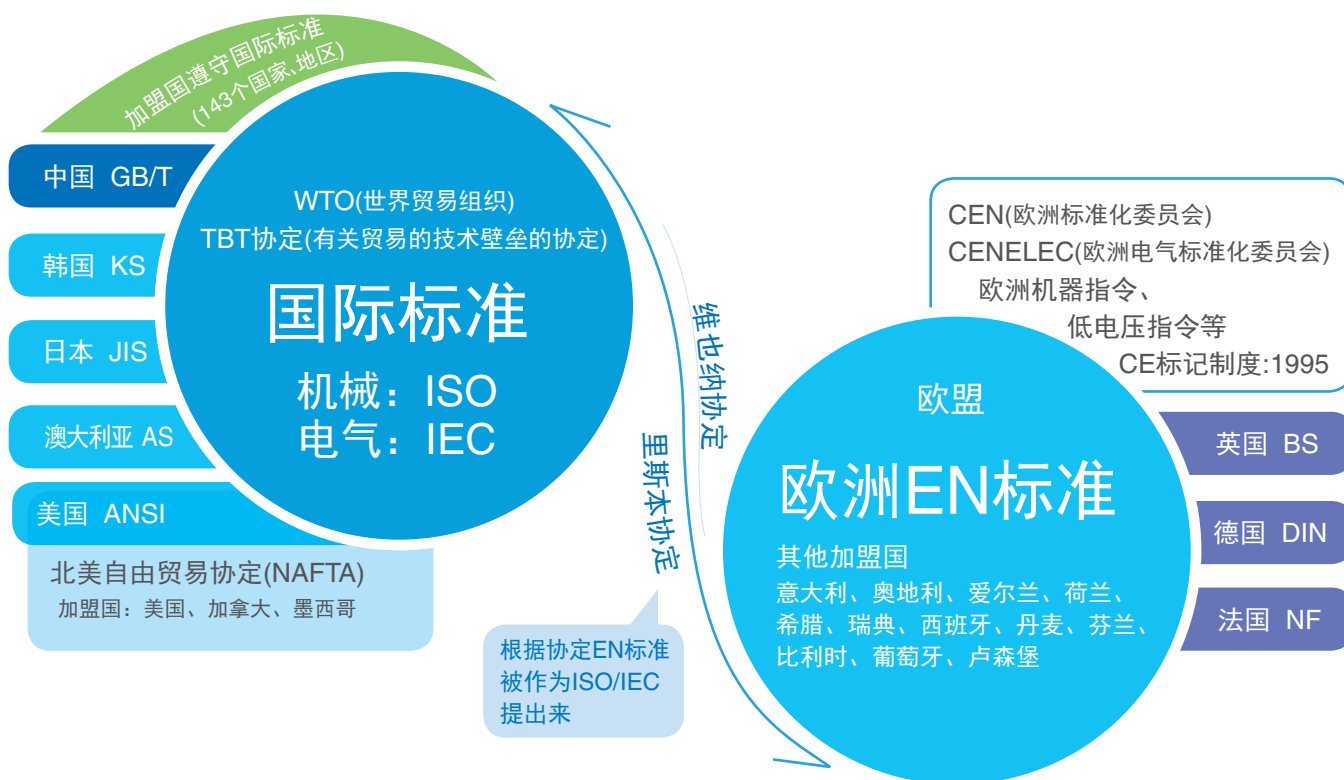 加盟国遵守国际标准
(143个国家、地区)
中国 GB/T
韩国 KS
日本 JIS
澳大利亚 AS
美国 ANSI
北美自由贸易协定(NAFTA)
加盟国：美国、加拿大、墨西哥
WTO(世界贸易组织)
TBT协定(有关贸易的技术壁垒的协定)
国际标准
机械：ISO
电气：IEC
维也纳协定
里斯本协定
根据协定EN标准
被作为ISO/IEC
提出来
CEN(欧洲标准化委员会)
CENELEC(欧洲电气标准化委员会)
欧洲机器指令、
低电压指令等
CE标记制度:1995
欧盟
欧洲EN标准
其他加盟国
意大利、奥地利、爱尔兰、荷兰、
希腊、瑞典、西班牙、丹麦、芬兰、
比利时、葡萄牙、卢森堡
英国 BS
德国 DIN
法国 NF